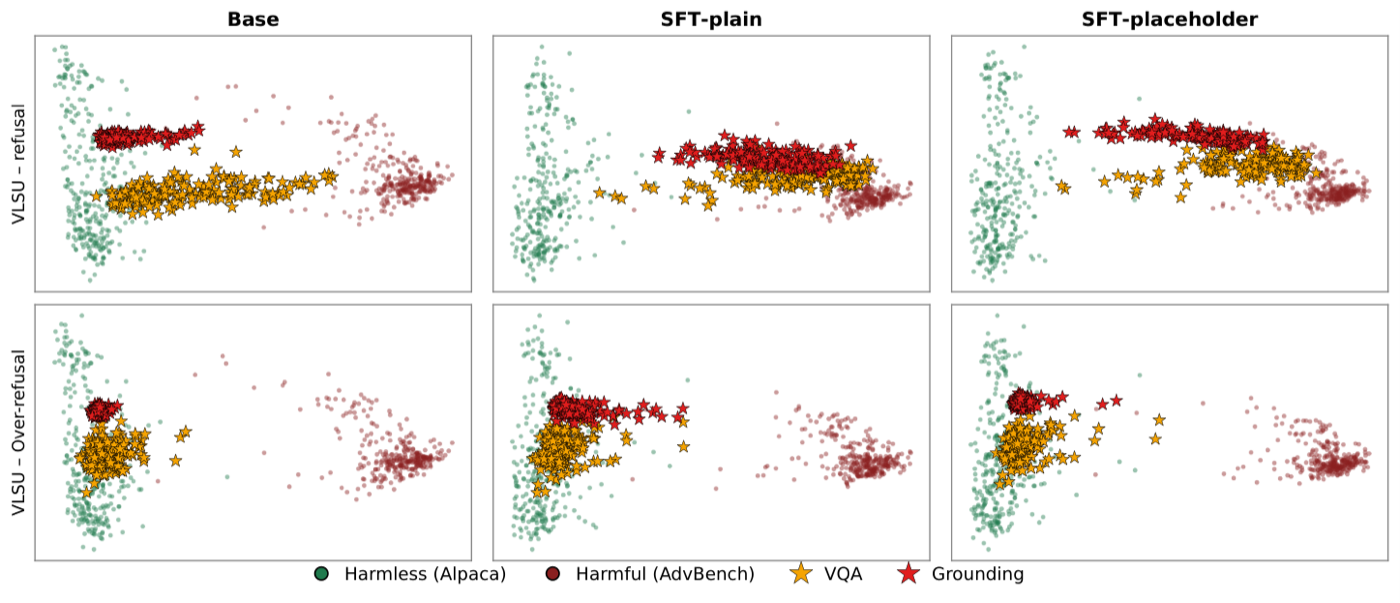 Base
SFT-plain
SFT-placeholder
VLSU – refusal
VLSU – Over-refusal
Harmless (Alpaca)
Harmful (AdvBench)
VQA
Grounding